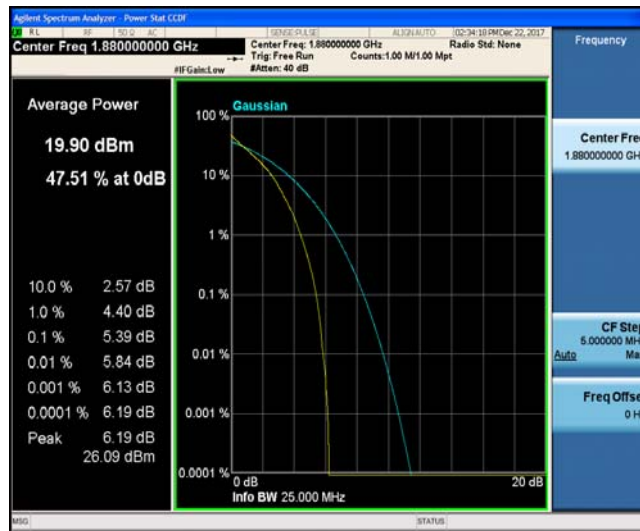 Agilent Spectrum Analyzer - Power Stat CCDF
RL RF 50 Ω AC SENSE:PULSE ALIGN AUTO 02:34:18 PM Dec 22, 2017
Center Freq 1.880000000 GHz
Center Freq: 1.880000000 GHz Radio Std: None
Trig: Free Run Counts:1.00 M/1.00 Mpt
#IFGain:Low #Atten: 40 dB
Frequency
Average Power
19.90 dBm
47.51 % at 0dB
10.0 % 2.57 dB
1.0 % 4.40 dB
0.1 % 5.39 dB
0.01 % 5.84 dB
0.001 % 6.13 dB
0.0001 % 6.19 dB
Peak 6.19 dB
26.09 dBm
Gaussian
100 %
10 %
1 %
0.1 %
0.01 %
0.001 %
0.0001 %
0 dB 20 dB
Info BW 25.000 MHz
Center Fre
1.880000000 GH
CF Step
5.000000 MH
Auto Ma
Freq Offse
0 H
MSG STATUS